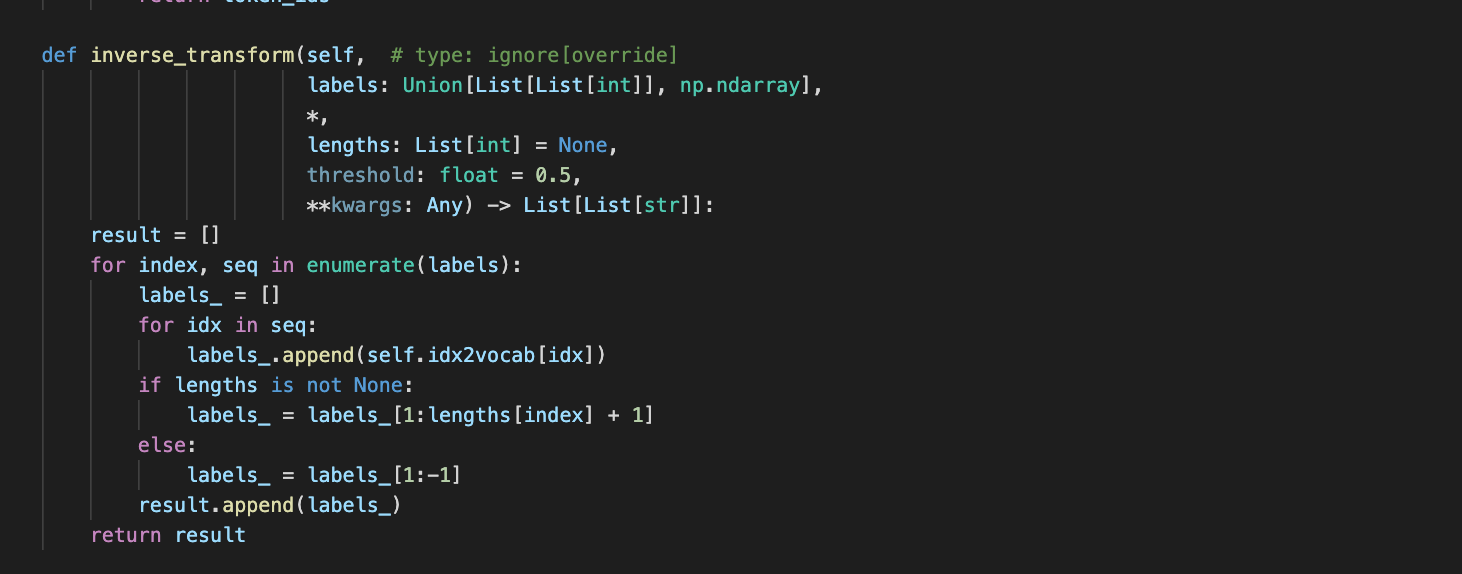 return token_ids
def inverse_transform(self,  # type: ignore[override]
                      labels: Union[List[List[int]], np.ndarray],
                      *,
                      lengths: List[int] = None,
                      threshold: float = 0.5,
                      **kwargs: Any) -> List[List[str]]:
    result = []
    for index, seq in enumerate(labels):
        labels_ = []
        for idx in seq:
            labels_.append(self.idx2vocab[idx])
        if lengths is not None:
            labels_ = labels_[1:lengths[index] + 1]
        else:
            labels_ = labels_[1:-1]
        result.append(labels_)
    return result